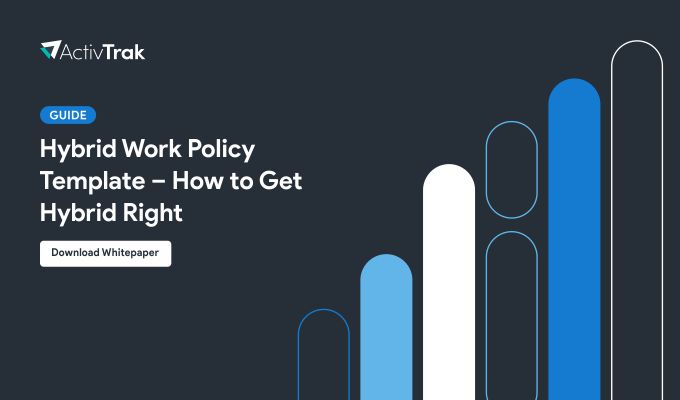 ActivTrak
GUIDE
Hybrid Work Policy
Template – How to Get
Hybrid Right
Download Whitepaper